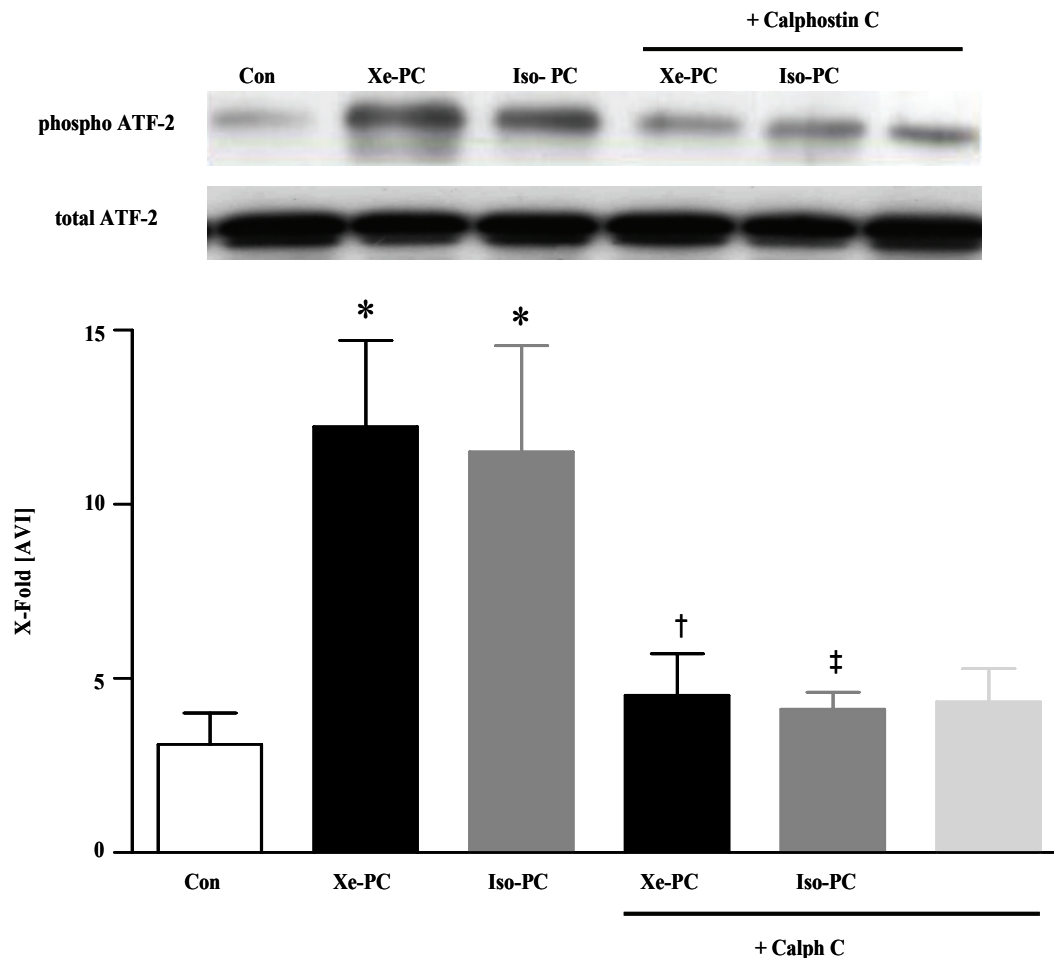 + Calphostin C
Con Xe-PC Iso- PC Xe-PC Iso-PC
phospho ATF-2
total ATF-2
* *
15
10
X-Fold [AVI]
† ‡
5
0
Con Xe-PC Iso-PC Xe-PC Iso-PC
+ Calph C